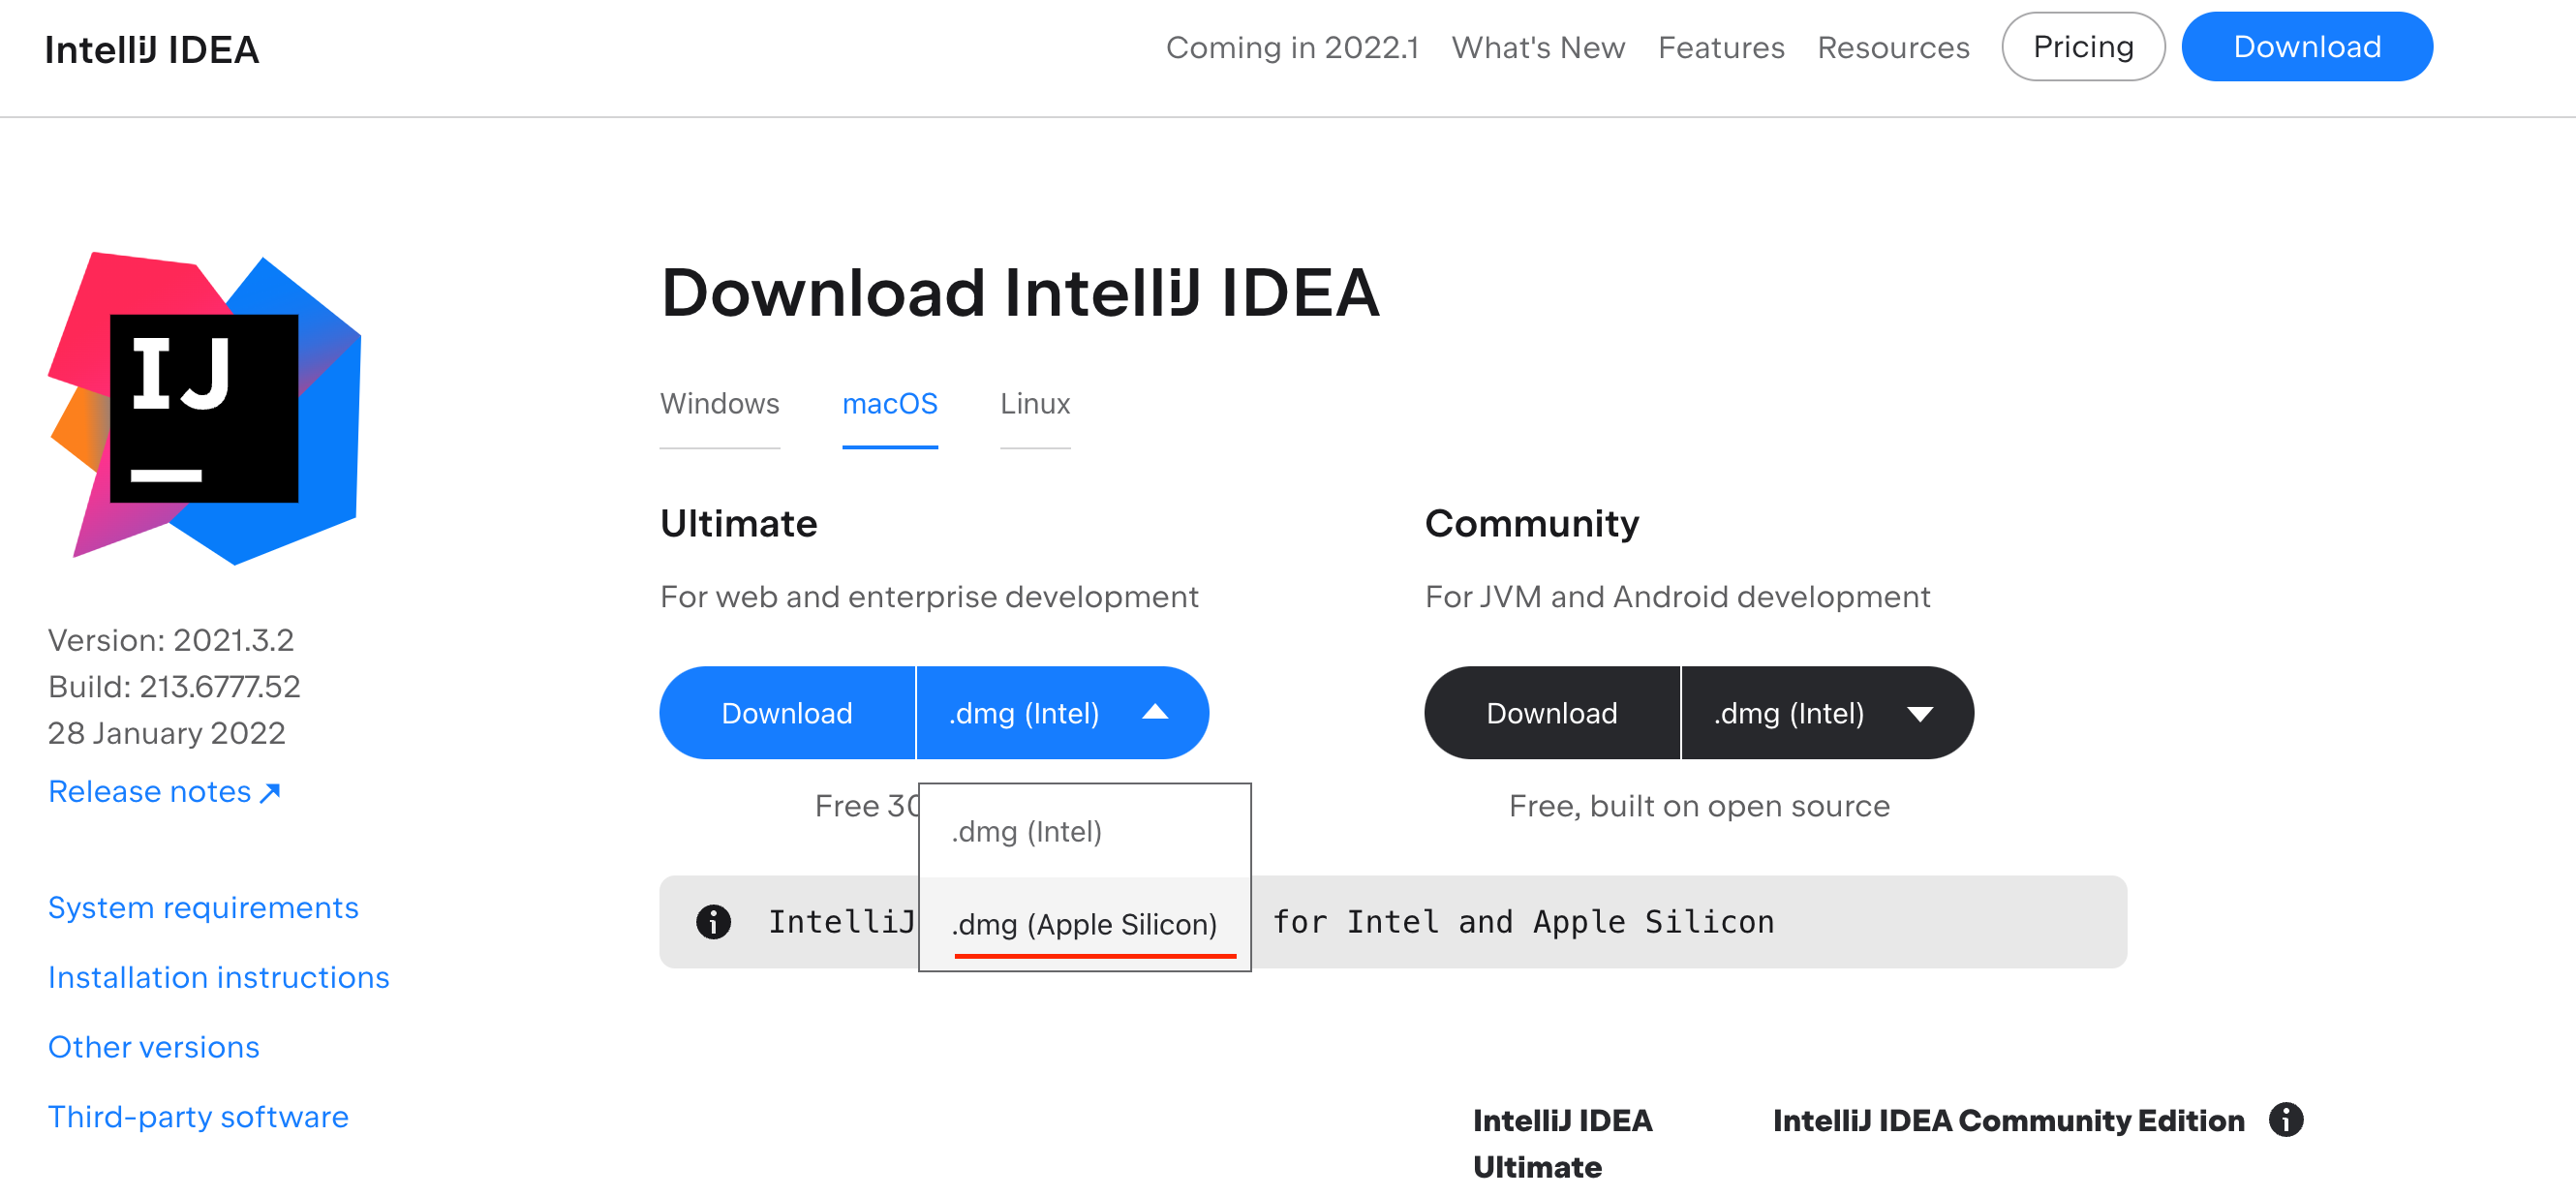 IntelliJ IDEA
Coming in 2022.1 What's New Features Resources Pricing Download
IJ
Download IntelliJ IDEA
Windows macOS Linux
Ultimate
For web and enterprise development
Download .dmg (Intel)
Free 30
.dmg (Intel)
.dmg (Apple Silicon)
Community
For JVM and Android development
Download .dmg (Intel)
Free, built on open source
IntelliJ for Intel and Apple Silicon
Version: 2021.3.2
Build: 213.6777.52
28 January 2022
Release notes ↗
System requirements
Installation instructions
Other versions
Third-party software
IntelliJ IDEA
Ultimate
IntelliJ IDEA Community Edition